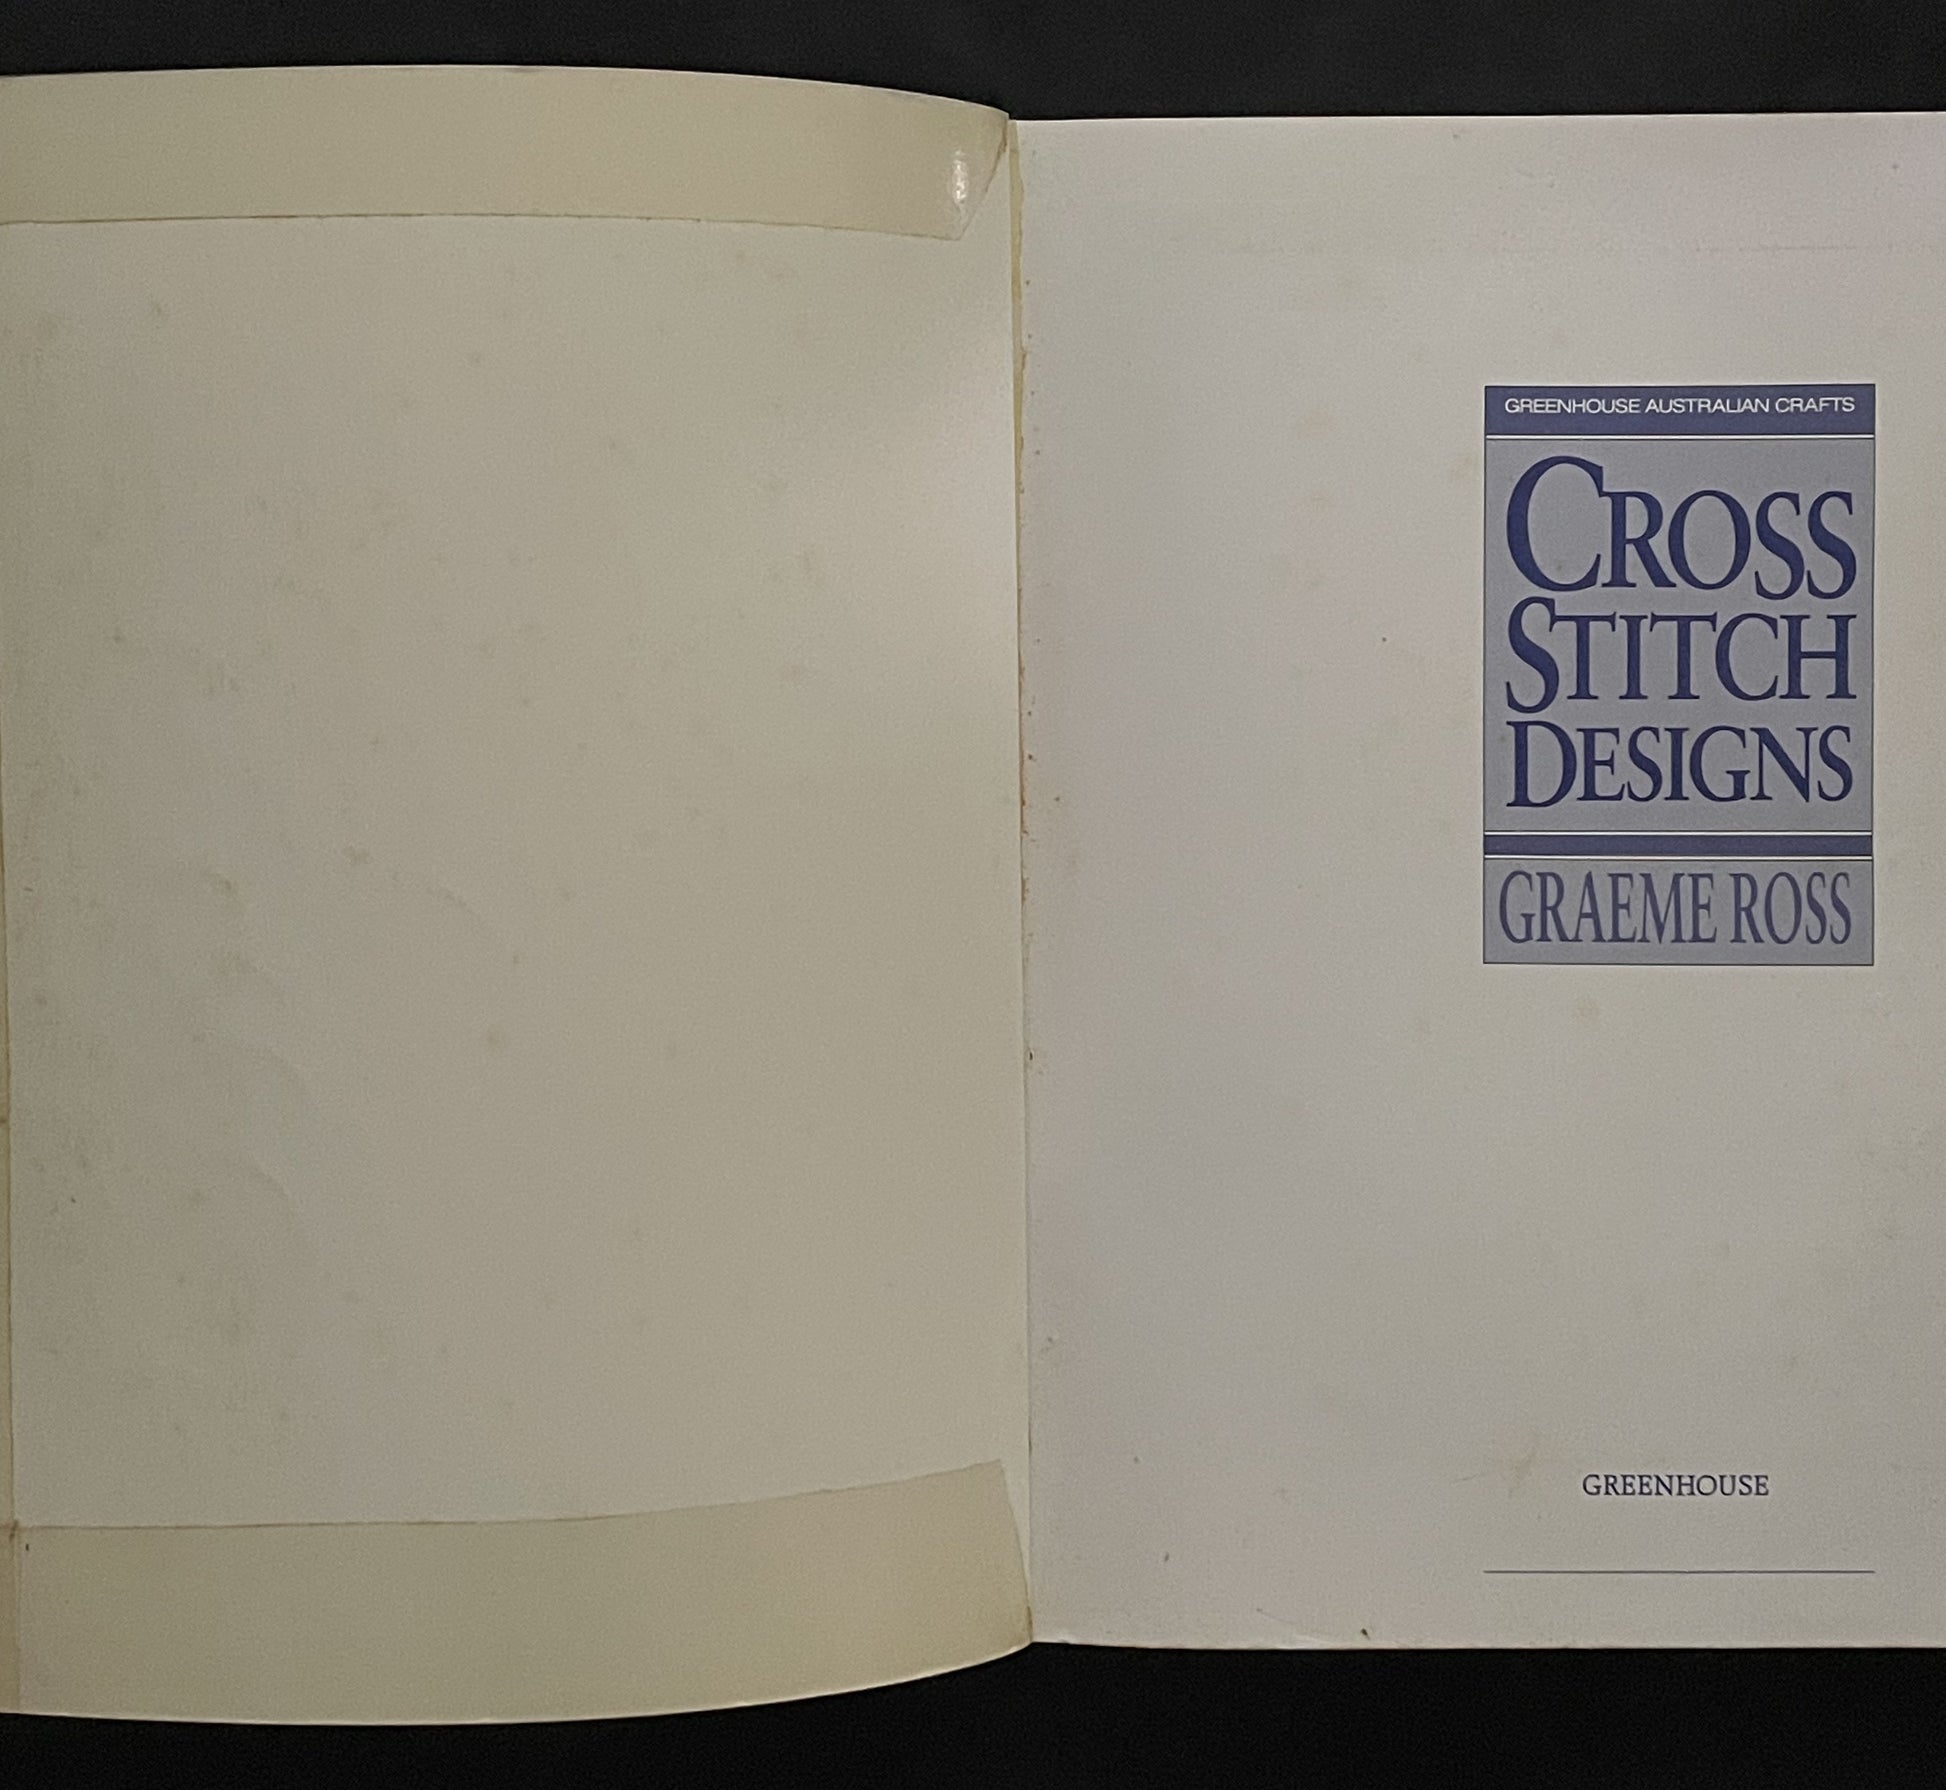 GREENHOUSE AUSTRALIAN CRAFTS
CROSS
STITCH
DESIGNS
GRAEME ROSS
GREENHOUSE